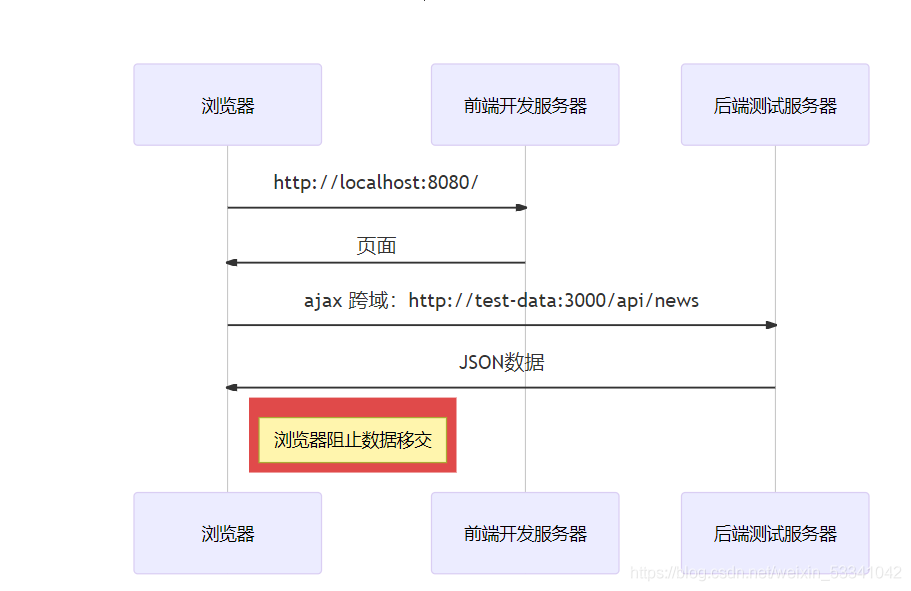 浏览器 前端开发服务器 后端测试服务器
http://localhost:8080/
页面
ajax 跨域：http://test-data:3000/api/news
JSON数据
浏览器阻止数据移交
浏览器 前端开发服务器 后端测试服务器
https://blog.csdn.net/weixin_53341042